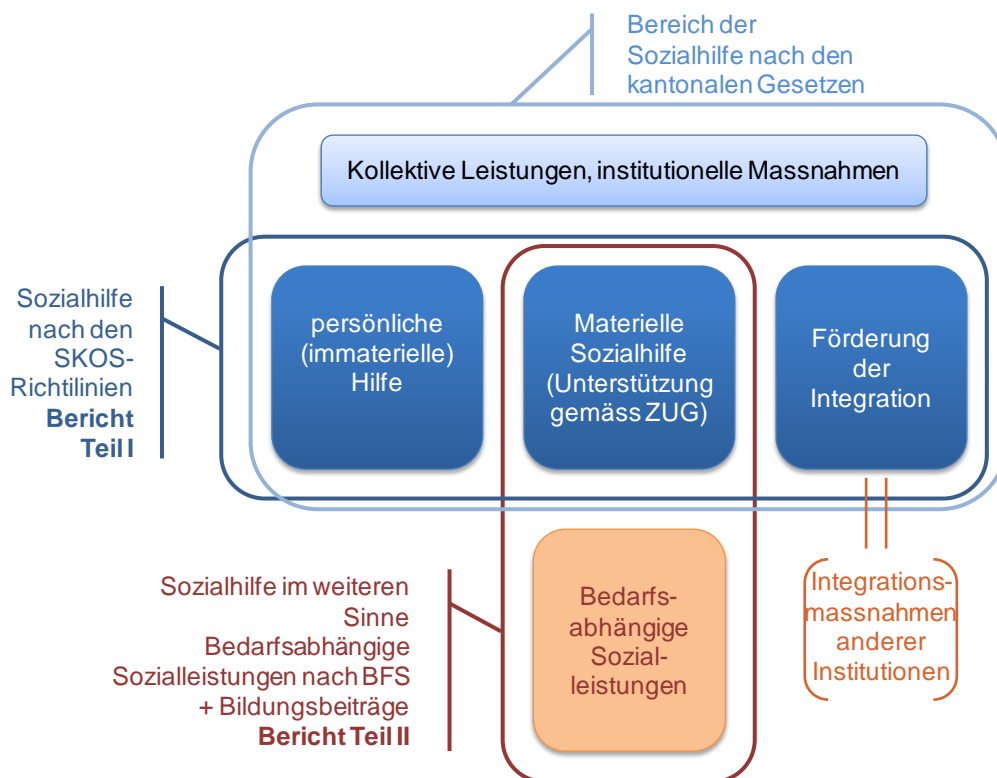 Bereich der
Sozialhilfe nach den
kantonalen Gesetzen
Kollektive Leistungen, institutionelle Massnahmen
Sozialhilfe
nach den
SKOS-
Richtilinien
Bericht
Teil I
persönliche
(immaterielle)
Hilfe
Materielle
Sozialhilfe
(Unterstützung
gemäss ZUG)
Förderung
der
Integration
Sozialhilfe im weiteren
Sinne
Bedarfsabhängige
Sozialleistungen nach BFS
+ Bildungsbeiträge
Bericht Teil II
Bedarfs-
abhängige
Sozial-
leistungen
Integrations-
massnahmen
anderer
Institutionen